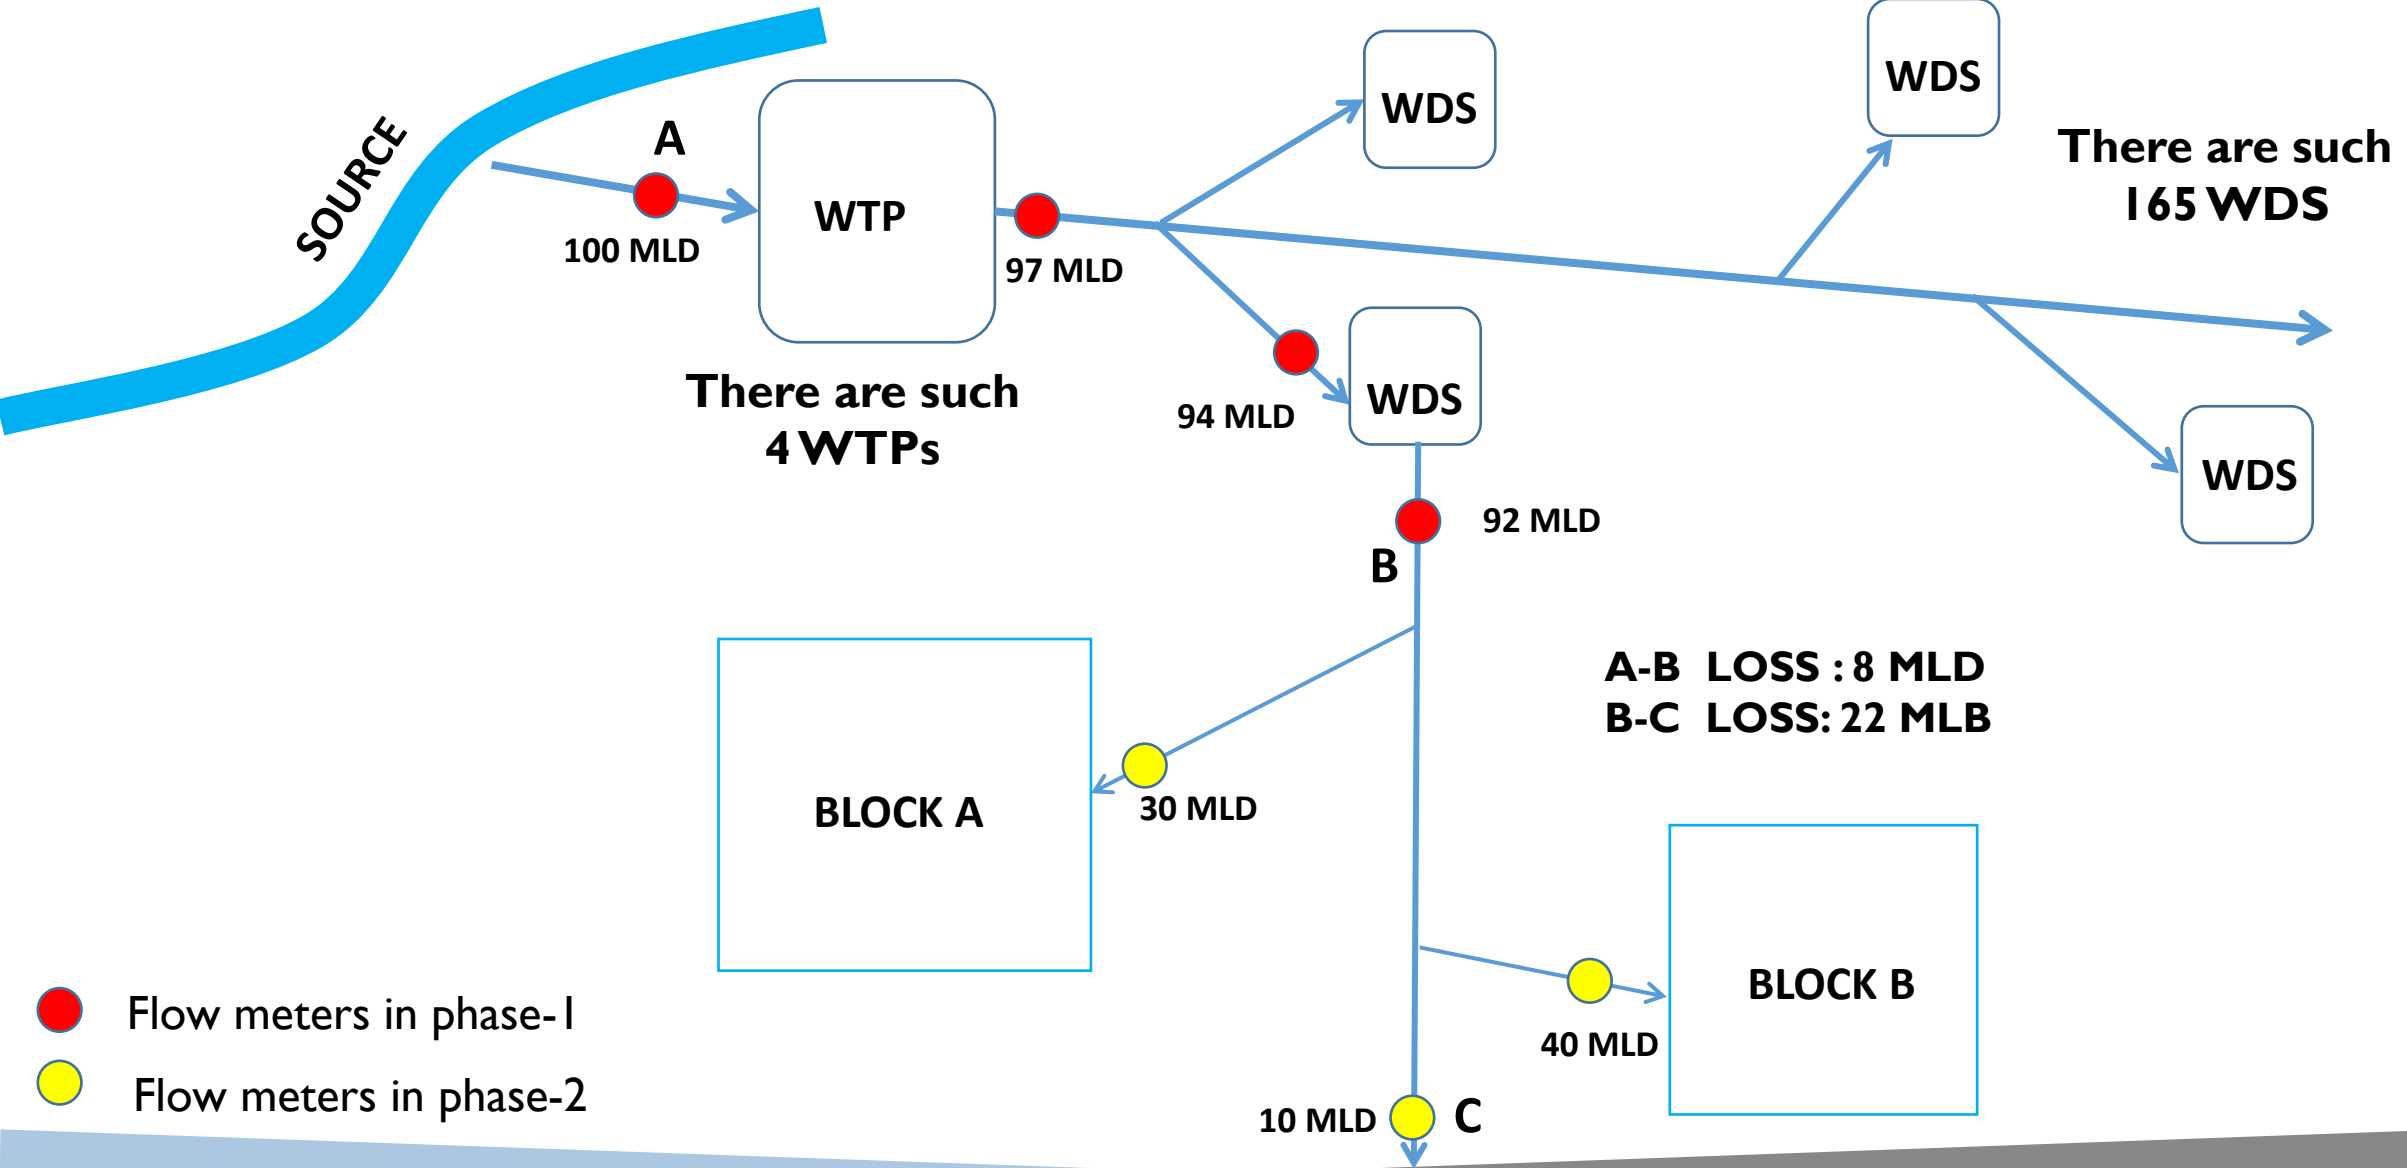 SOURCE
A
100 MLD
WTP
97 MLD
There are such
4 WTPs
WDS
WDS
There are such
165 WDS
94 MLD
WDS
WDS
92 MLD
B
A-B LOSS : 8 MLD
B-C LOSS: 22 MLB
BLOCK A
30 MLD
BLOCK B
40 MLD
10 MLD
C
Flow meters in phase-1
Flow meters in phase-2